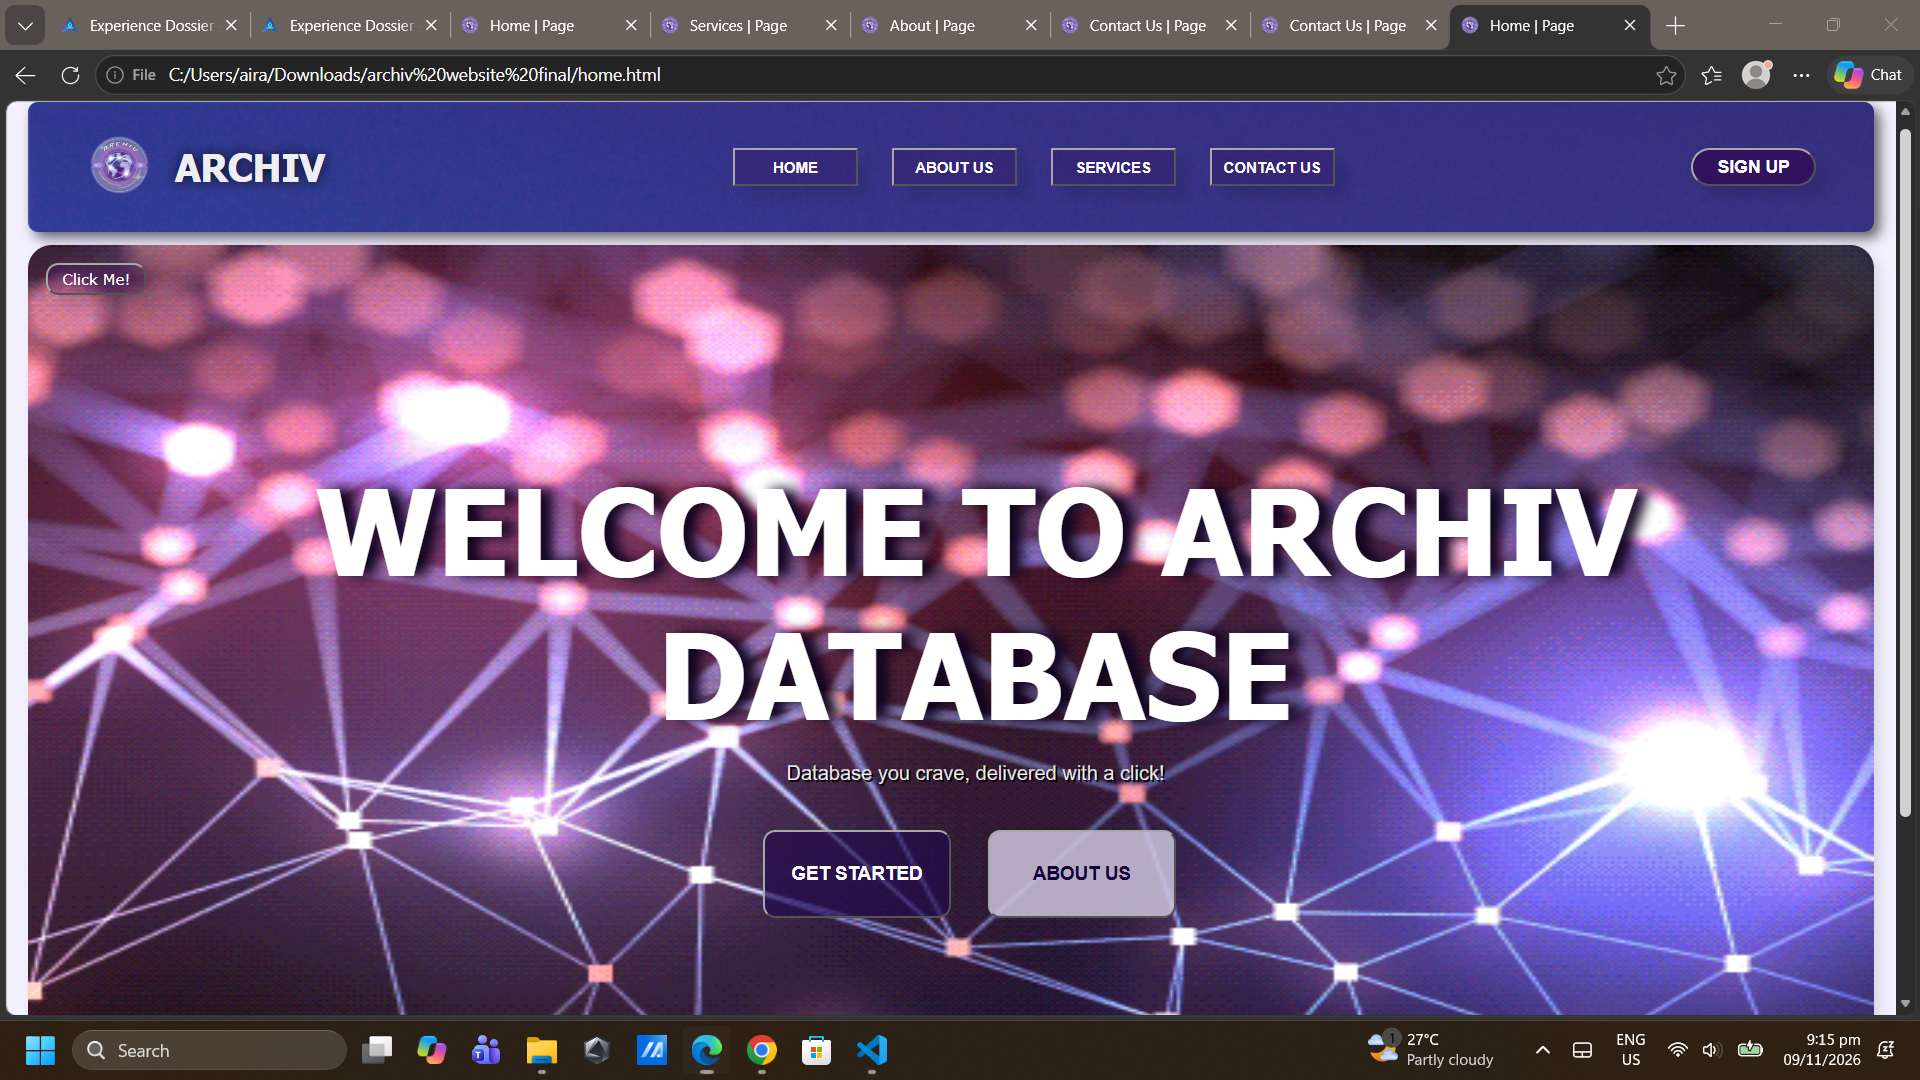 Experience Dossier
Experience Dossier
Home | Page
Services | Page
About | Page
Contact Us | Page
Contact Us | Page
Home | Page
File C:/Users/aira/Downloads/archiv%20website%20final/home.html
Chat
ARCHIV
ARCHIV
HOME
ABOUT US
SERVICES
CONTACT US
SIGN UP
Click Me!
WELCOME TO ARCHIV
DATABASE
Database you crave, delivered with a click!
GET STARTED
ABOUT US
Search
1
27°C
Partly cloudy
ENG
US
9:15 pm
09/11/2026